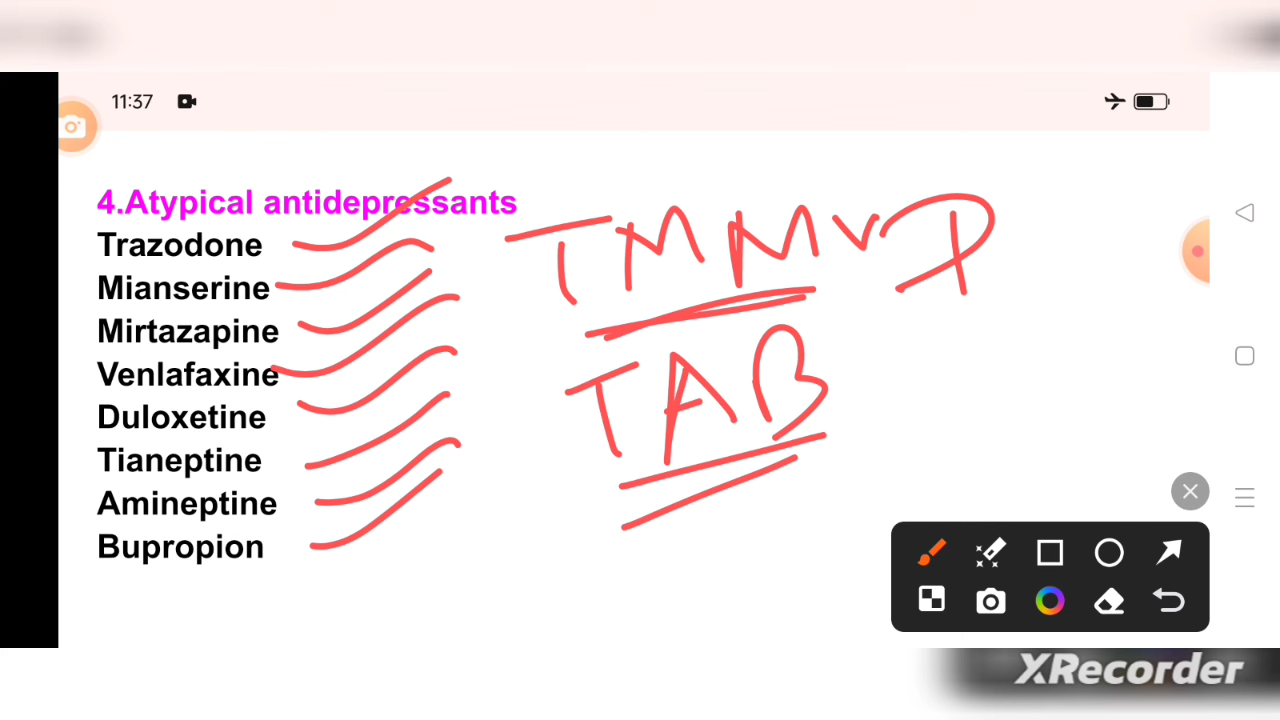 11:37
4.Atypical antidepressants
Trazodone
Mianserine
Mirtazapine
Venlafaxine
Duloxetine
Tianeptine
Amineptine
Bupropion
TMMVD
TAB
XRecorder